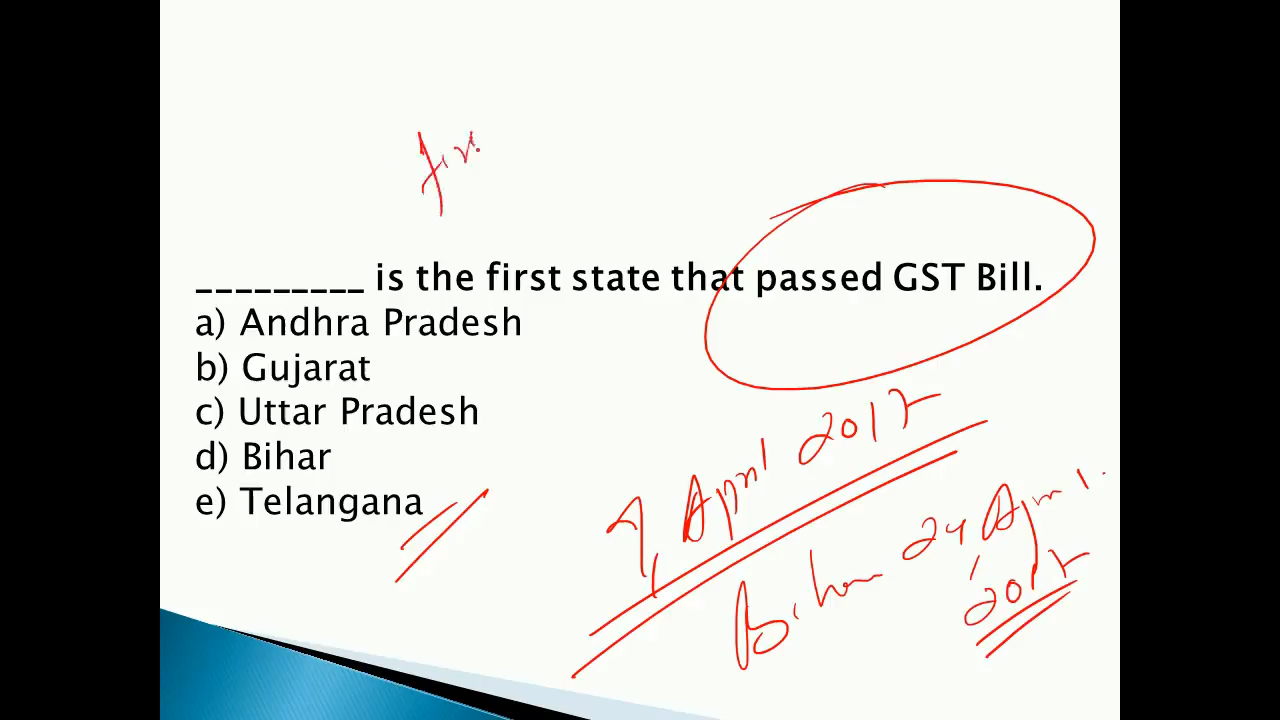 _________ is the first state that passed GST Bill.
a) Andhra Pradesh
b) Gujarat
c) Uttar Pradesh
d) Bihar
e) Telangana
9 April 2017
Bihar 24 April
2017